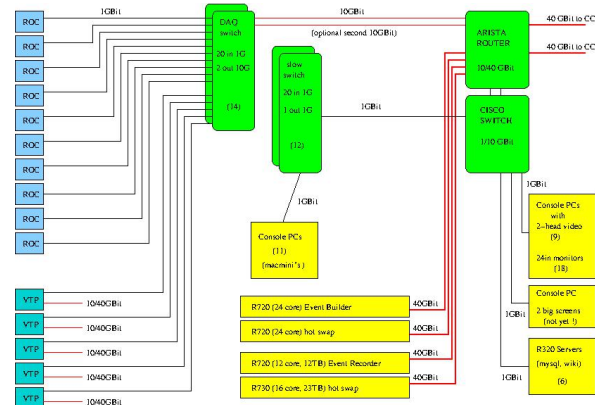 ROC
ROC
ROC
ROC
ROC
ROC
ROC
ROC
ROC
ROC
1GBit
DAQ
switch
20 in 1G
2 out 10G
(14)
10GBit
(optional second 10GBit)
slow
switch
20 in 1G
1 out 1G
(12)
1GBit
ARISTA
ROUTER
10/40 GBit
40 GBit to CC
40 GBit to CC
CISCO
SWITCH
1/10 GBit
1GBit
Console PCs
(11)
(macmini's)
1GBit
Console PCs
with
2-head video
(9)
24in monitors
(18)
1GBit
Console PC
2 big screens
(not yet !)
1GBit
R320 Servers
(mysql, wiki)
(6)
VTP
10/40GBit
VTP
10/40GBit
VTP
10/40GBit
VTP
10/40GBit
VTP
10/40GBit
R720 (24 core) Event Builder
40GBit
R720 (24 core) hot swap
40GBit
R720 (12 core, 12TB) Event Recorder
40GBit
R730 (16 core, 23TB) hot swap
40GBit